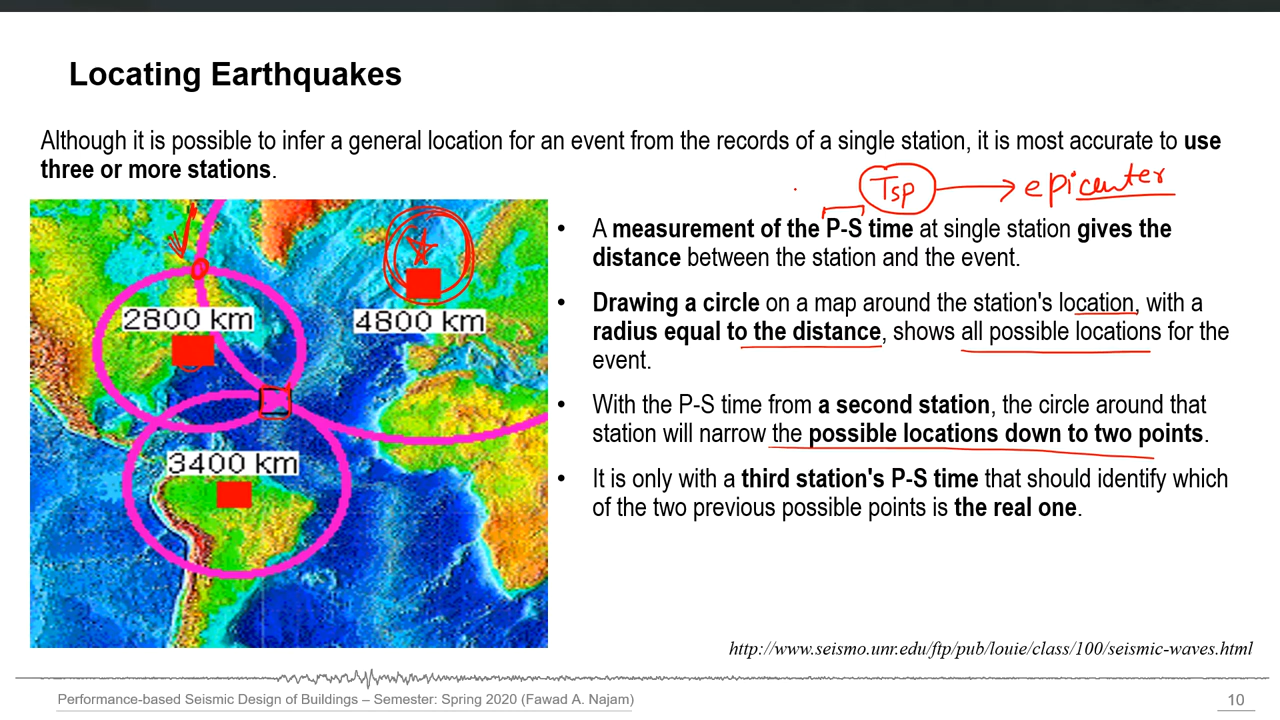 Locating Earthquakes
Although it is possible to infer a general location for an event from the records of a single station, it is most accurate to use
three or more stations.
Tsp → epicenter
• A measurement of the P-S time at single station gives the
distance between the station and the event.
• Drawing a circle on a map around the station's location, with a
radius equal to the distance, shows all possible locations for the
event.
• With the P-S time from a second station, the circle around that
station will narrow the possible locations down to two points.
• It is only with a third station's P-S time that should identify which
of the two previous possible points is the real one.
2800 km
4800 km
3400 km
http://www.seismo.unr.edu/ftp/pub/louie/class/100/seismic-waves.html
Performance-based Seismic Design of Buildings – Semester: Spring 2020 (Fawad A. Najam)
10